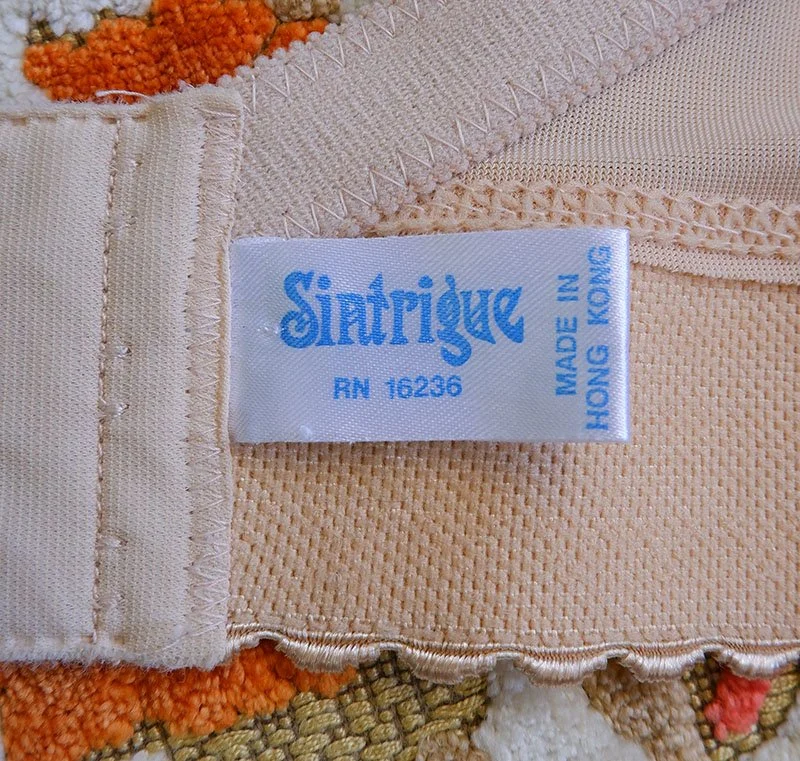 Sintrigue
RN 16236
MADE IN
HONG KONG